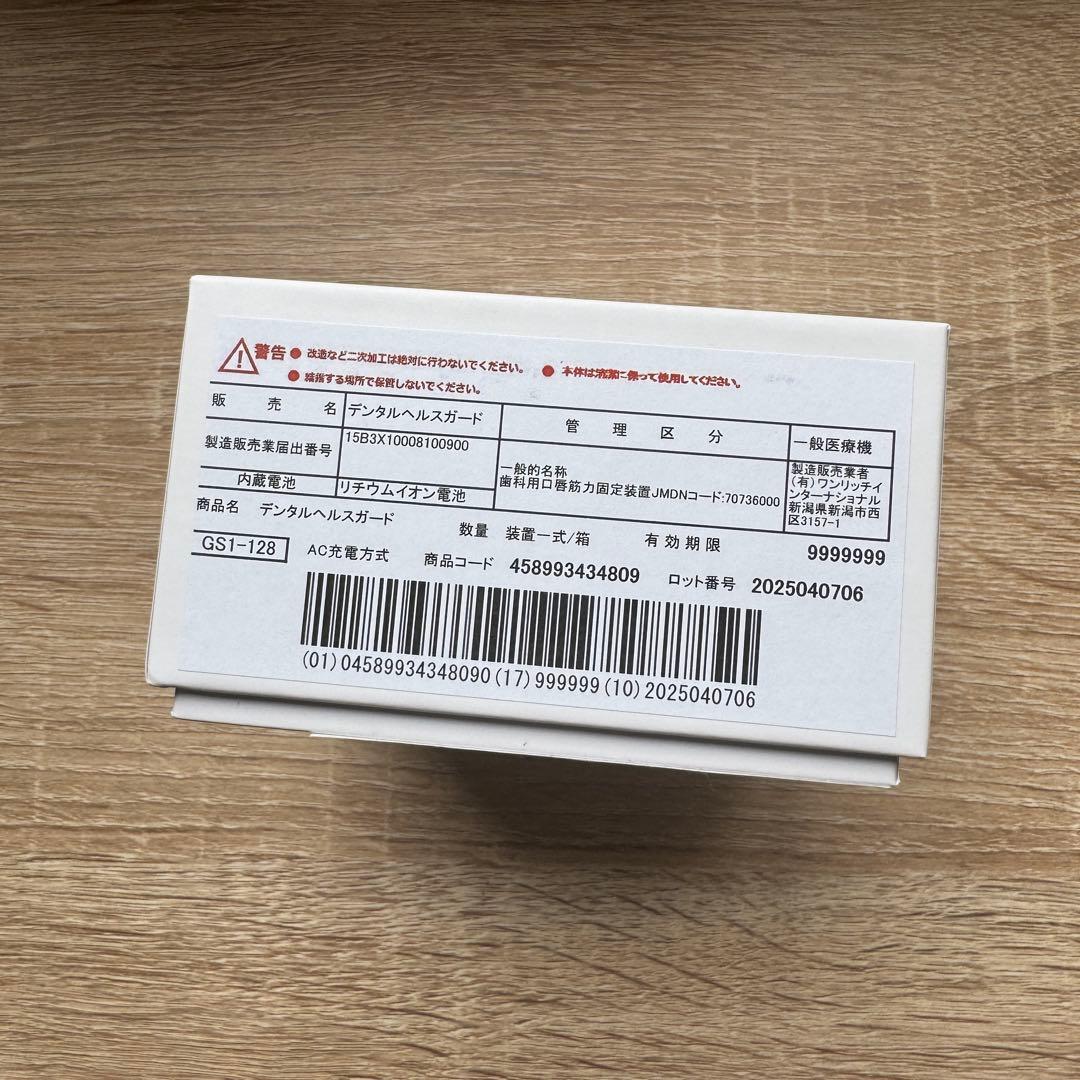 警告 ● 改造など二次加工は絶対に行わないでください。 ● 本体は清潔に保って使用してください。
● 結露する場所で保管しないでください。
販売名 デンタルヘルスガード 管理区分 一般医療機
製造販売業届出番号 15B3X10008100900
一般的名称
歯科用口唇筋力固定装置JMDNコード:70736000
製造販売業者
(有)ワンリッチイ
ンターナショナル
新潟県新潟市西
区3157-1
内蔵電池 リチウムイオン電池
商品名 デンタルヘルスガード 数量 装置一式/箱 有効期限 9999999
GS1-128 AC充電方式 商品コード 458993434809 ロット番号 2025040706
(01)04589934348090(17)999999(10)2025040706